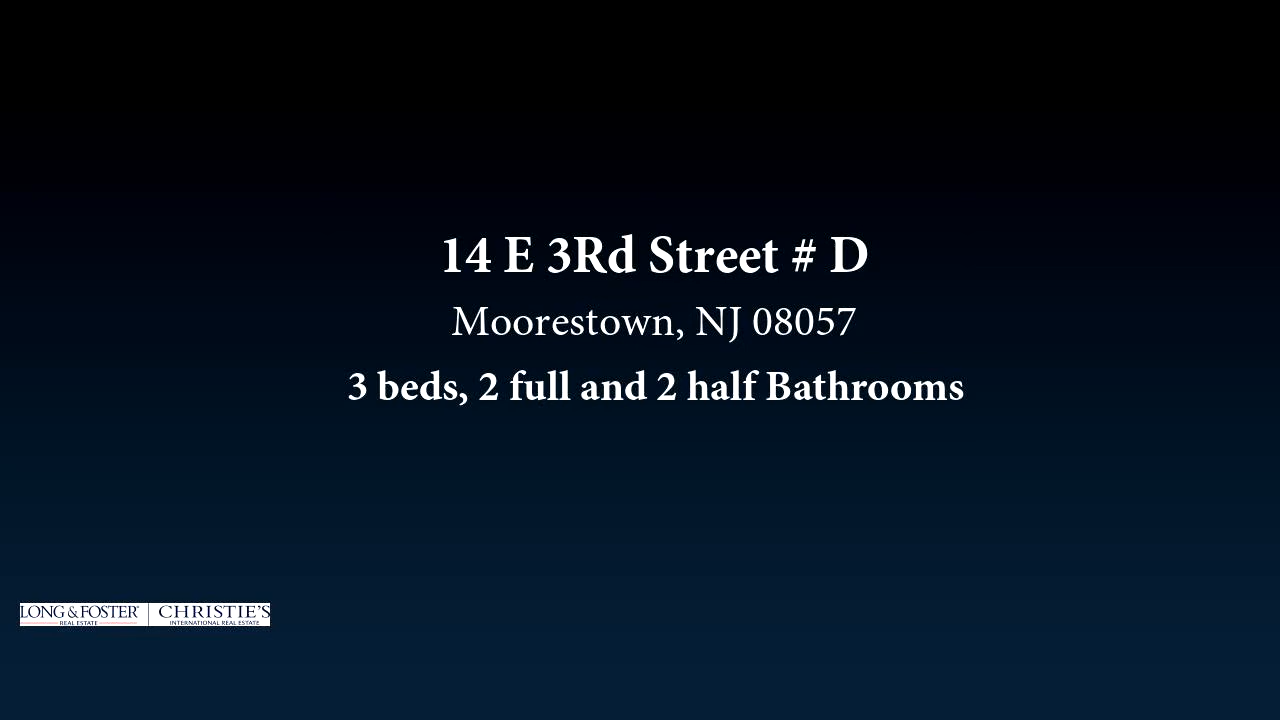 14 E 3Rd Street # D
Moorestown, NJ 08057
3 beds, 2 full and 2 half Bathrooms
LONG & FOSTER® CHRISTIE'S
REAL ESTATE INTERNATIONAL REAL ESTATE